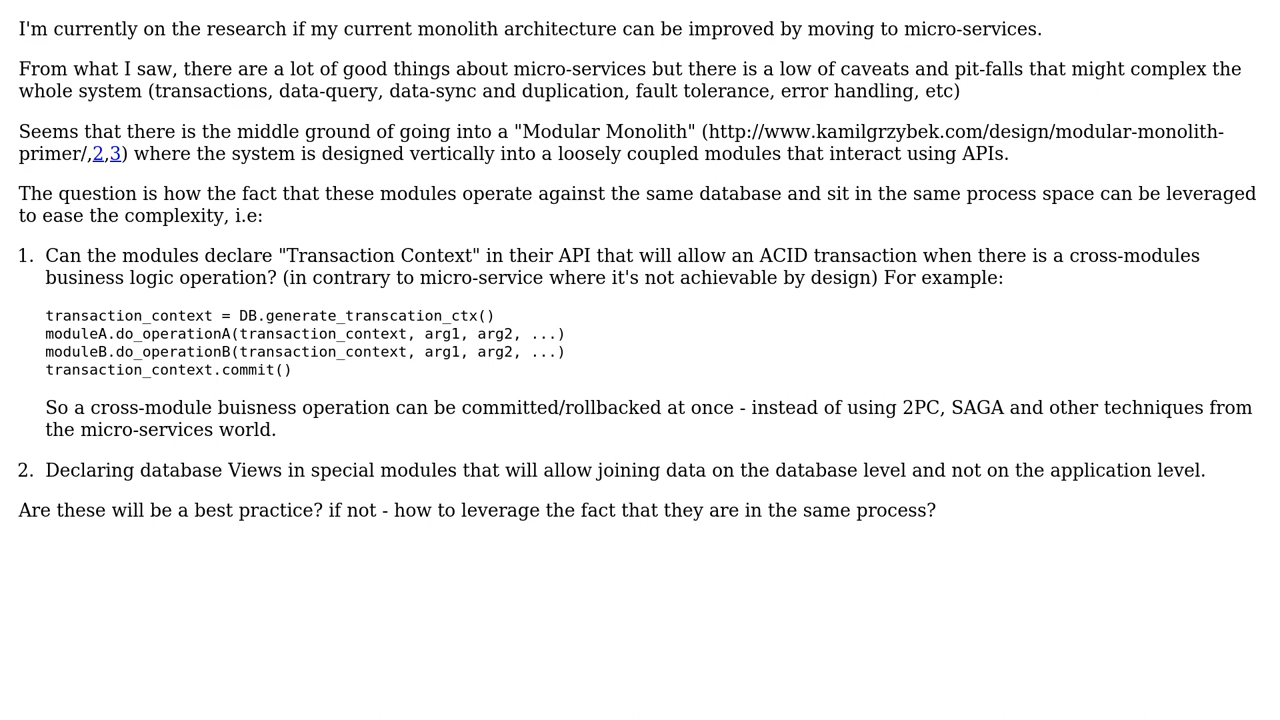 I'm currently on the research if my current monolith architecture can be improved by moving to micro-services.
From what I saw, there are a lot of good things about micro-services but there is a low of caveats and pit-falls that might complex the
whole system (transactions, data-query, data-sync and duplication, fault tolerance, error handling, etc)
Seems that there is the middle ground of going into a "Modular Monolith" (http://www.kamilgrzybek.com/design/modular-monolith-
primer/,2,3) where the system is designed vertically into a loosely coupled modules that interact using APIs.
The question is how the fact that these modules operate against the same database and sit in the same process space can be leveraged
to ease the complexity, i.e:
1. Can the modules declare "Transaction Context" in their API that will allow an ACID transaction when there is a cross-modules
business logic operation? (in contrary to micro-service where it's not achievable by design) For example:
transaction_context = DB.generate_transcation_ctx()
moduleA.do_operationA(transaction_context, arg1, arg2, ...)
moduleB.do_operationB(transaction_context, arg1, arg2, ...)
transaction_context.commit()
So a cross-module buisness operation can be committed/rollbacked at once - instead of using 2PC, SAGA and other techniques from
the micro-services world.
2. Declaring database Views in special modules that will allow joining data on the database level and not on the application level.
Are these will be a best practice? if not - how to leverage the fact that they are in the same process?